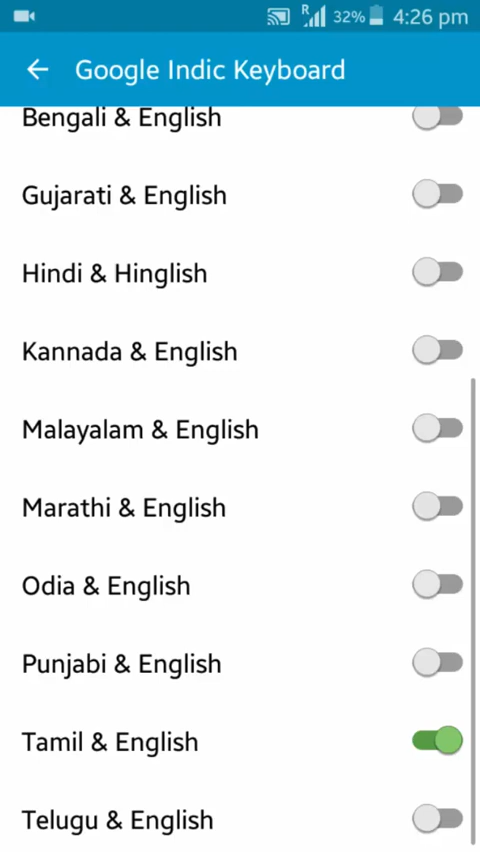 R 32% 4:26 pm
Google Indic Keyboard
Bengali & English
Gujarati & English
Hindi & Hinglish
Kannada & English
Malayalam & English
Marathi & English
Odia & English
Punjabi & English
Tamil & English
Telugu & English